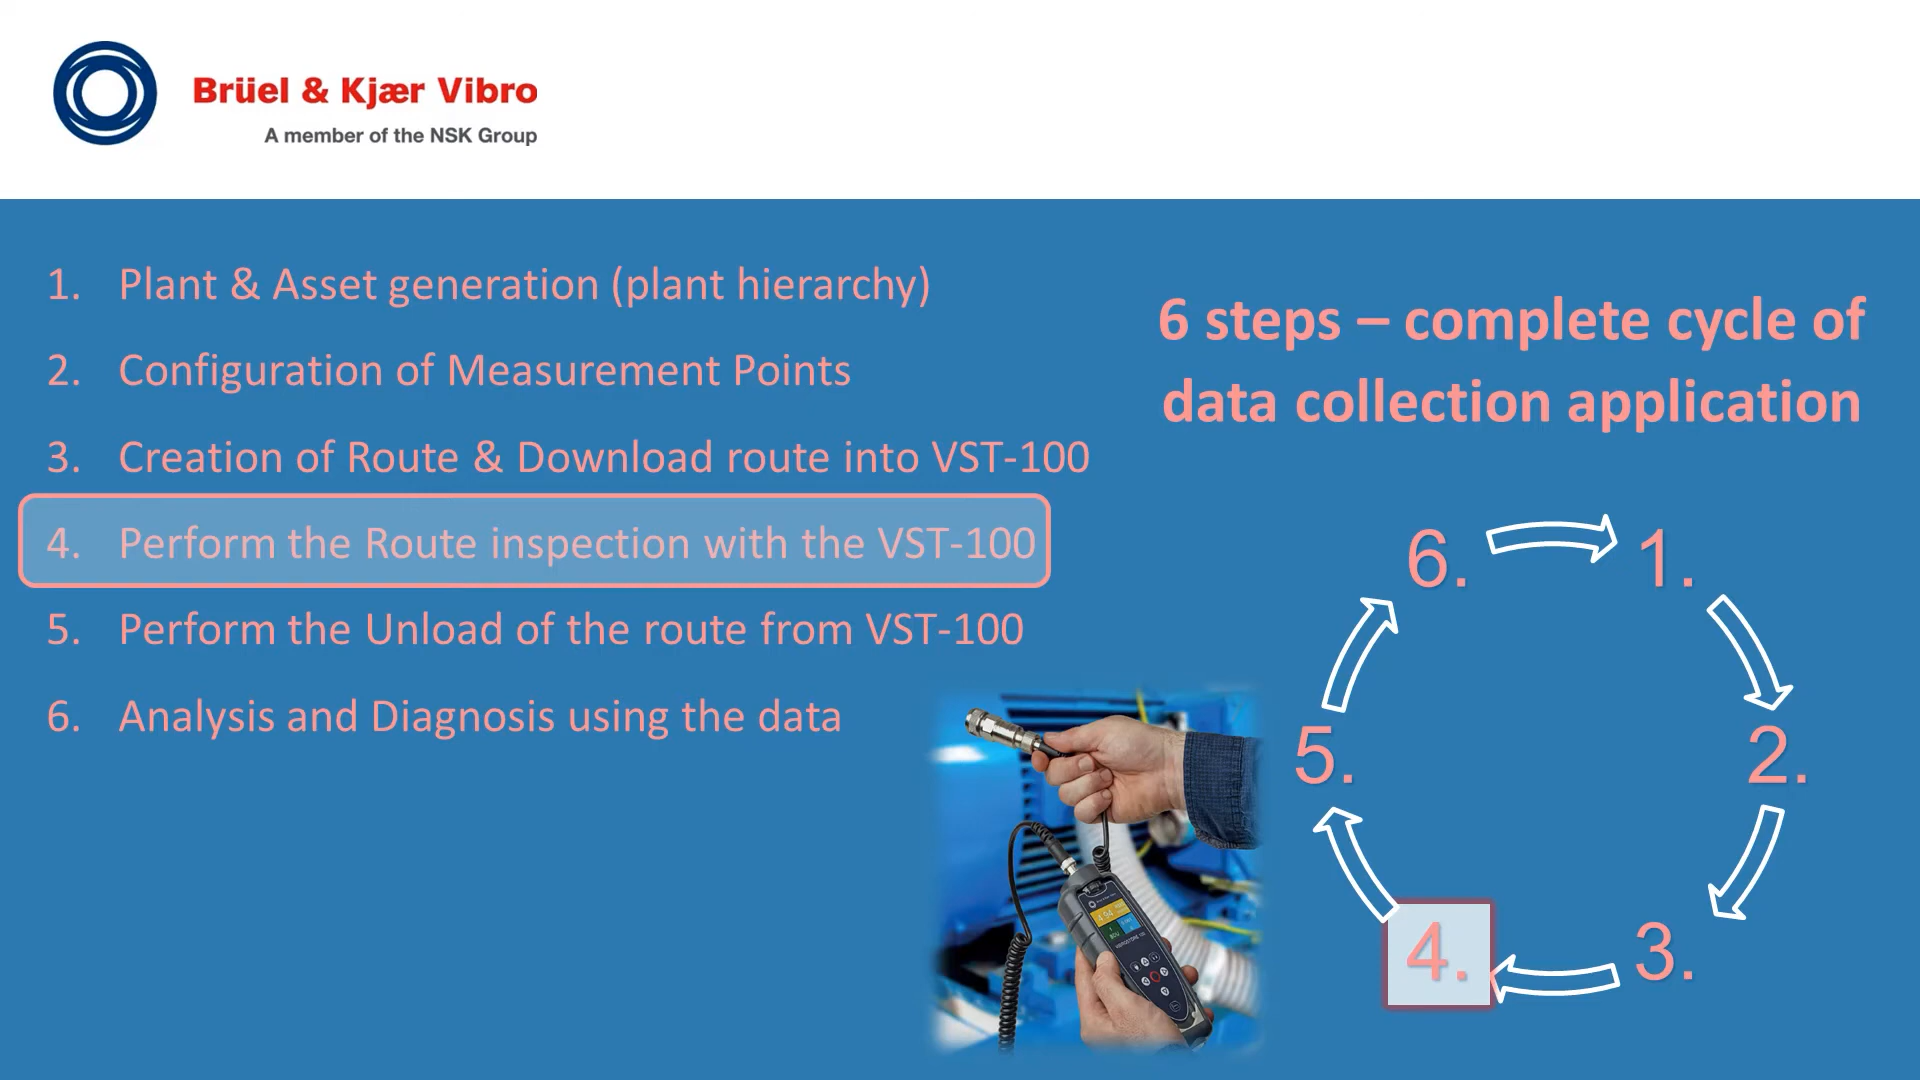 Brüel & Kjær Vibro
A member of the NSK Group
1. Plant & Asset generation (plant hierarchy)
2. Configuration of Measurement Points
3. Creation of Route & Download route into VST-100
4. Perform the Route inspection with the VST-100
5. Perform the Unload of the route from VST-100
6. Analysis and Diagnosis using the data
6 steps – complete cycle of
data collection application
6. 1.
5. 2.
4. 3.